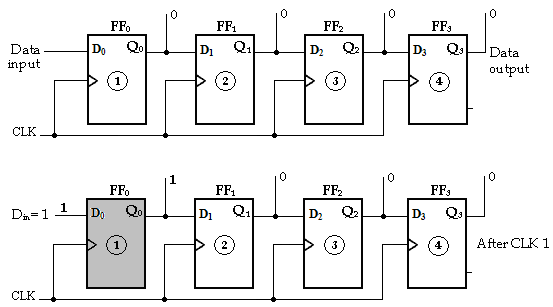 0 0 0 0
FF₀ FF₁ FF₂ FF₃
Data input
D₀ Q₀ D₁ Q₁ D₂ Q₂ D₃ Q₃
Data output
1 2 3 4
CLK
1 0 0 0
FF₀ FF₁ FF₂ FF₃
Dᵢₙ= 1 1
D₀ Q₀ D₁ Q₁ D₂ Q₂ D₃ Q₃
1 2 3 4
After CLK 1
CLK